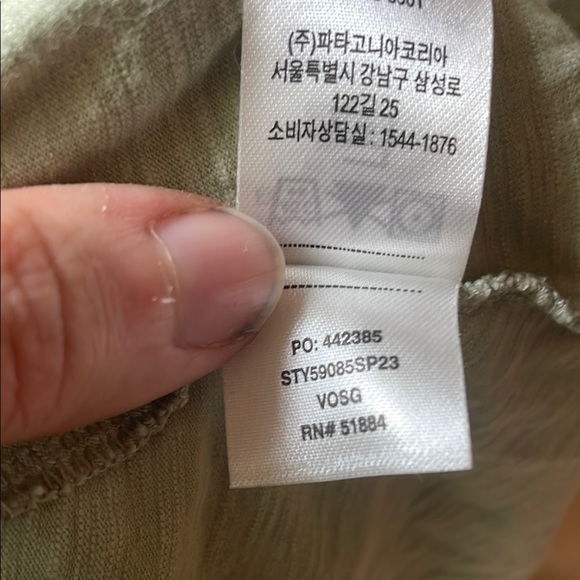 (주)파타고니아코리아
서울특별시 강남구 삼성로
122길 25
소비자상담실 : 1544-1876
PO: 442385
STY59085SP23
VOSG
RN# 51884